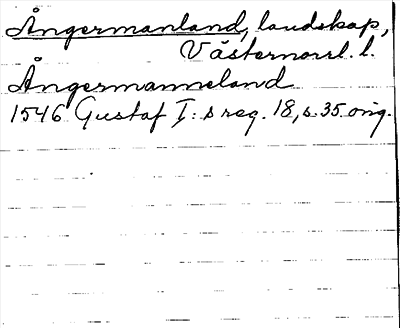 Ångermanland, landskap,
Västernorrl. l.
Ångermanneland
1546 Gustaf I:s reg. 18, s. 35. orig.